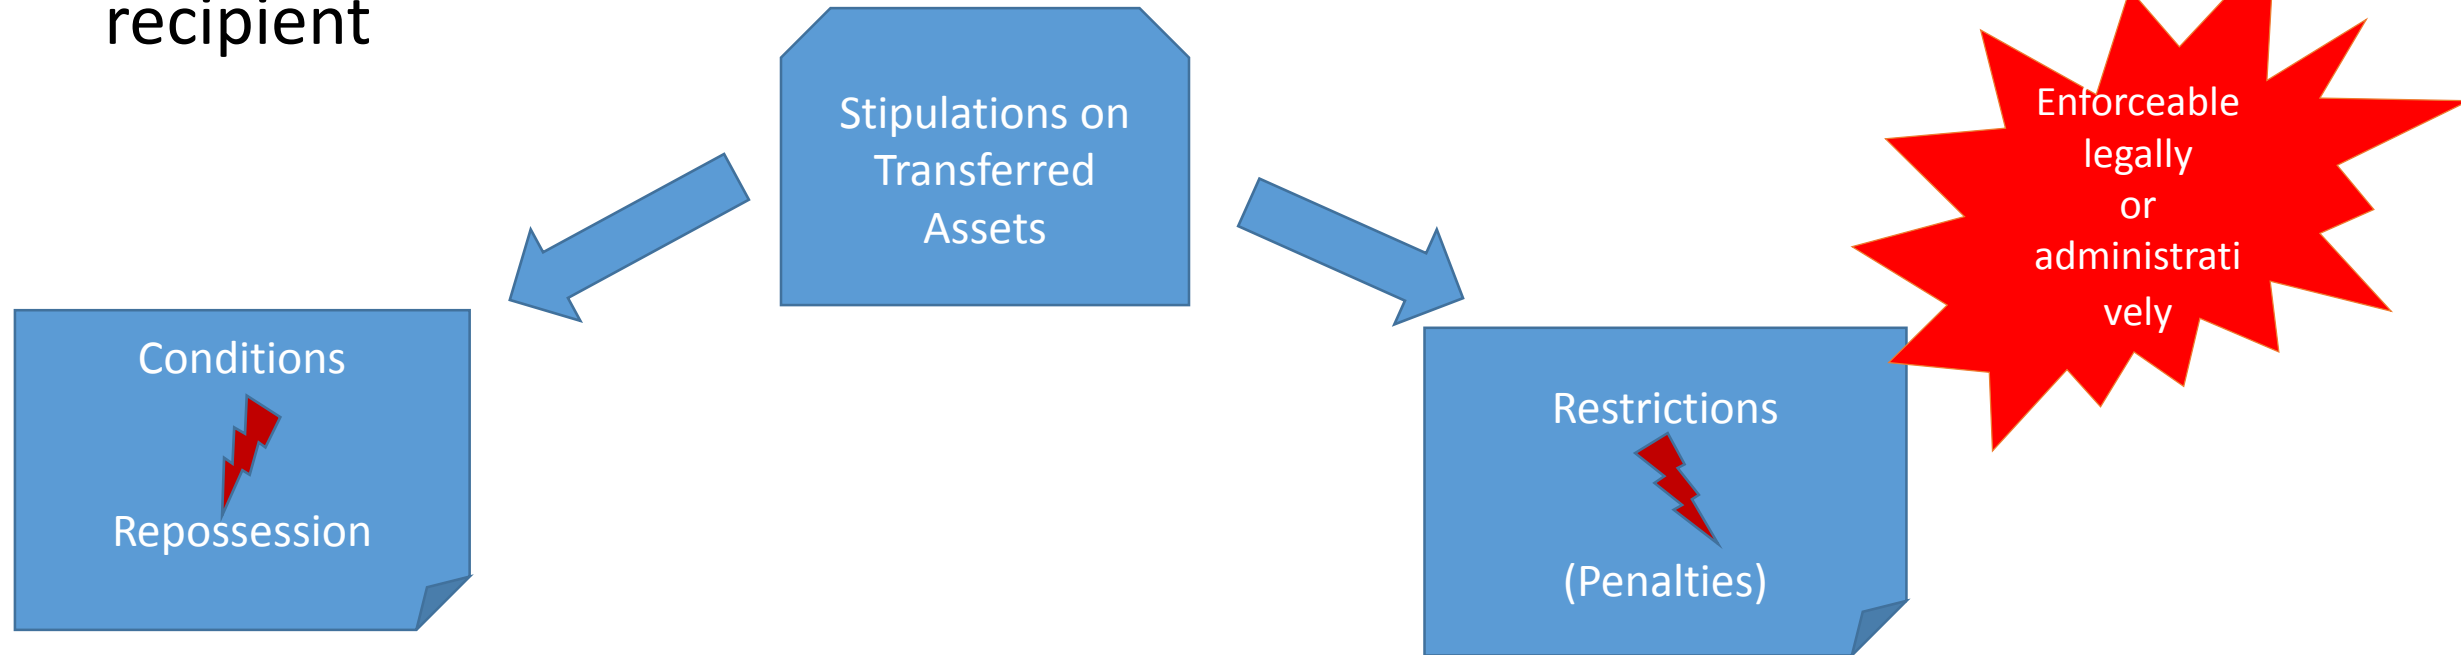 recipient
Stipulations on
Transferred
Assets
Enforceable
legally
or
administrati
vely
Conditions
Repossession
Restrictions
(Penalties)